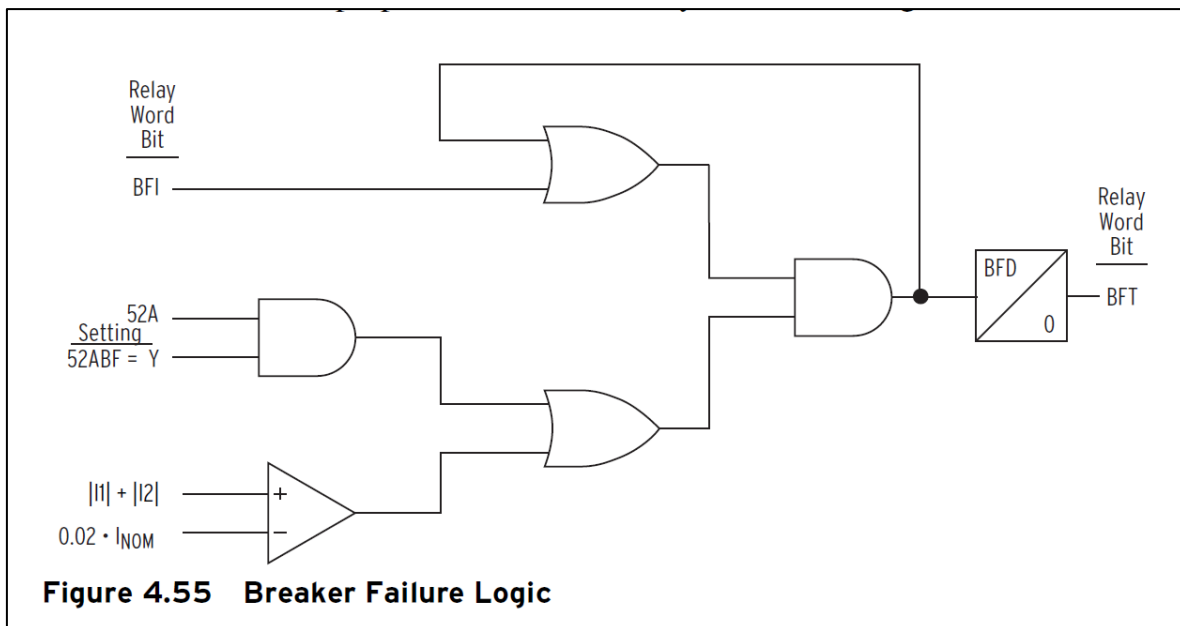 Relay
Word
Bit
BFI
52A
Setting
52ABF = Y
|I1| + |I2|
+
0.02 • INOM
−
BFD
0
Relay
Word
Bit
BFT
Figure 4.55 Breaker Failure Logic